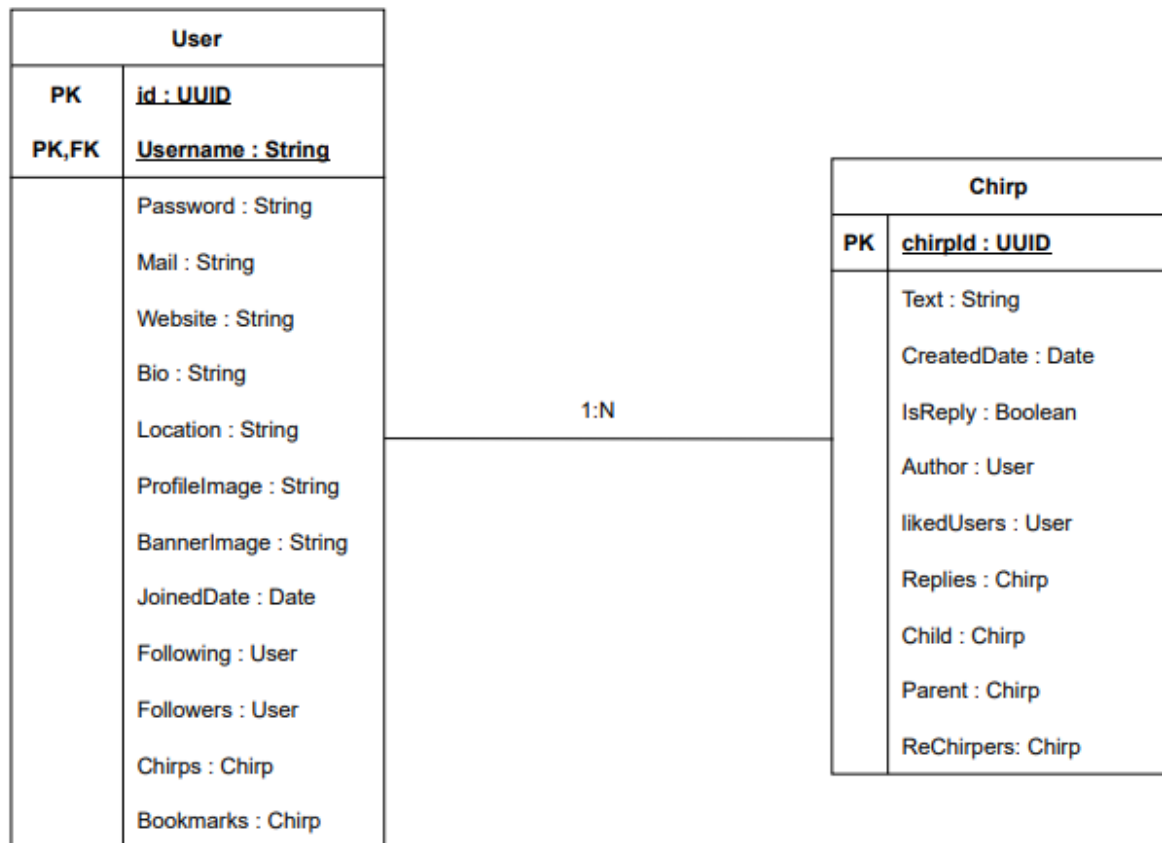 User
PK id : UUID
PK,FK Username : String
Password : String
Mail : String
Website : String
Bio : String
Location : String
ProfileImage : String
BannerImage : String
JoinedDate : Date
Following : User
Followers : User
Chirps : Chirp
Bookmarks : Chirp
1:N
Chirp
PK chirpId : UUID
Text : String
CreatedDate : Date
IsReply : Boolean
Author : User
likedUsers : User
Replies : Chirp
Child : Chirp
Parent : Chirp
ReChirpers: Chirp